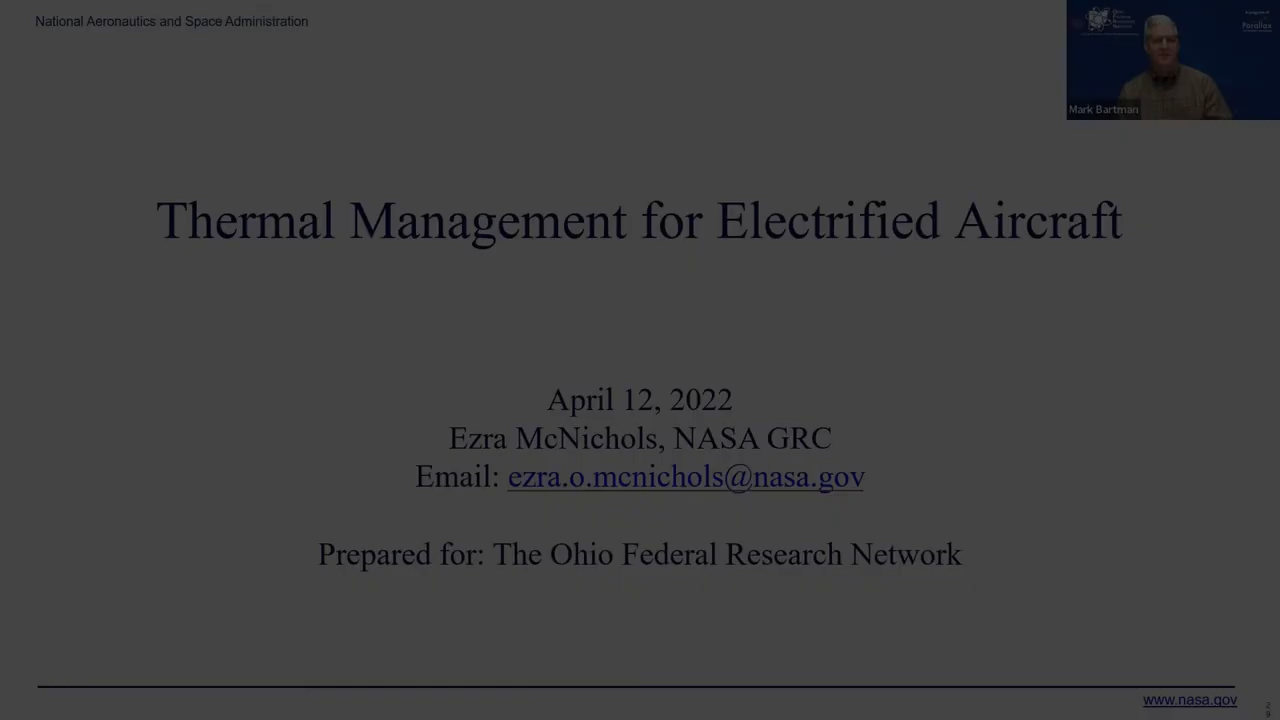 National Aeronautics and Space Administration
Parallax
Mark Bartman
Thermal Management for Electrified Aircraft
April 12, 2022
Ezra McNichols, NASA GRC
Email: ezra.o.mcnichols@nasa.gov
Prepared for: The Ohio Federal Research Network
www.nasa.gov